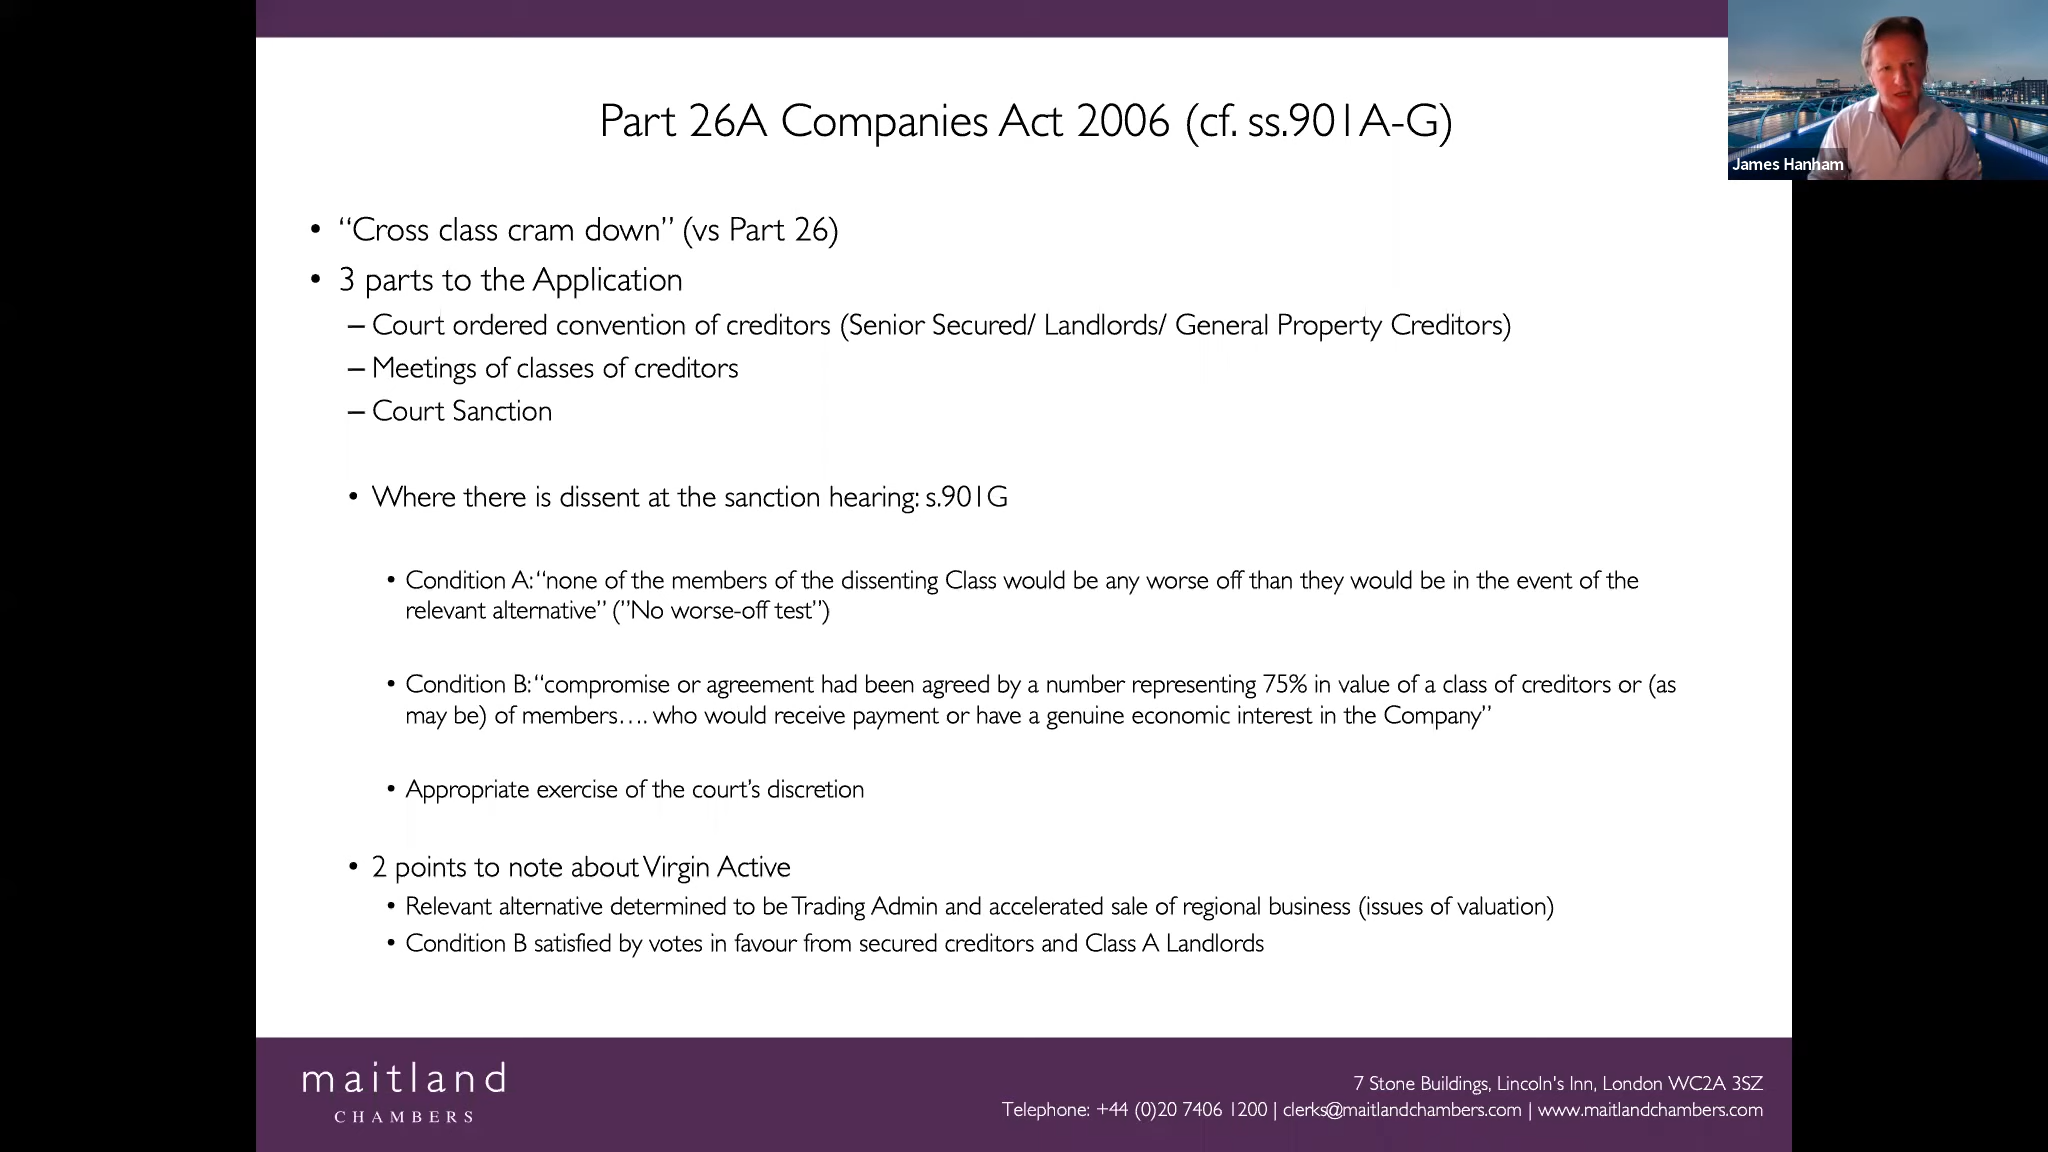 Part 26A Companies Act 2006 (cf. ss.901A-G)
James Hanham
• “Cross class cram down” (vs Part 26)
• 3 parts to the Application
– Court ordered convention of creditors (Senior Secured/ Landlords/ General Property Creditors)
– Meetings of classes of creditors
– Court Sanction
• Where there is dissent at the sanction hearing: s.901G
• Condition A: “none of the members of the dissenting Class would be any worse off than they would be in the event of the
relevant alternative” (”No worse-off test”)
• Condition B: “compromise or agreement had been agreed by a number representing 75% in value of a class of creditors or (as
may be) of members…. who would receive payment or have a genuine economic interest in the Company”
• Appropriate exercise of the court’s discretion
• 2 points to note about Virgin Active
• Relevant alternative determined to be Trading Admin and accelerated sale of regional business (issues of valuation)
• Condition B satisfied by votes in favour from secured creditors and Class A Landlords
maitland
CHAMBERS
7 Stone Buildings, Lincoln's Inn, London WC2A 3SZ
Telephone: +44 (0)20 7406 1200 | clerks@maitlandchambers.com | www.maitlandchambers.com